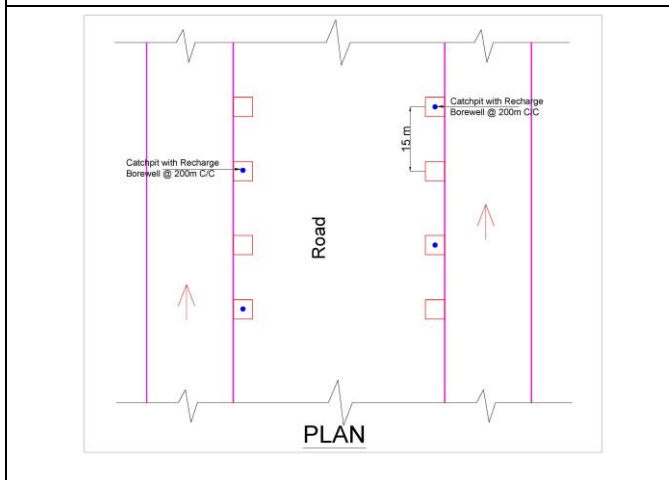 Catchpit with Recharge
Borewell @ 200m C/C
15 m
Catchpit with Recharge
Borewell @ 200m C/C
Road
PLAN